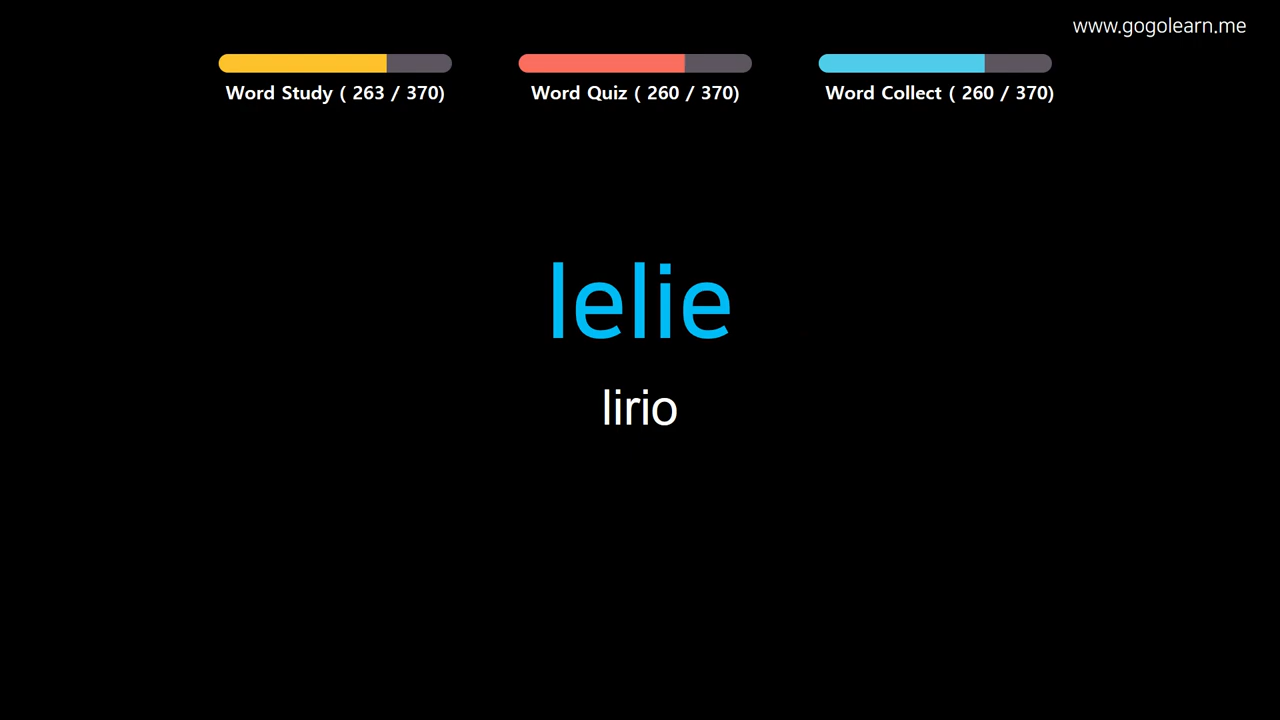 www.gogolearn.me
Word Study ( 263 / 370)
Word Quiz ( 260 / 370)
Word Collect ( 260 / 370)
lelie
lirio